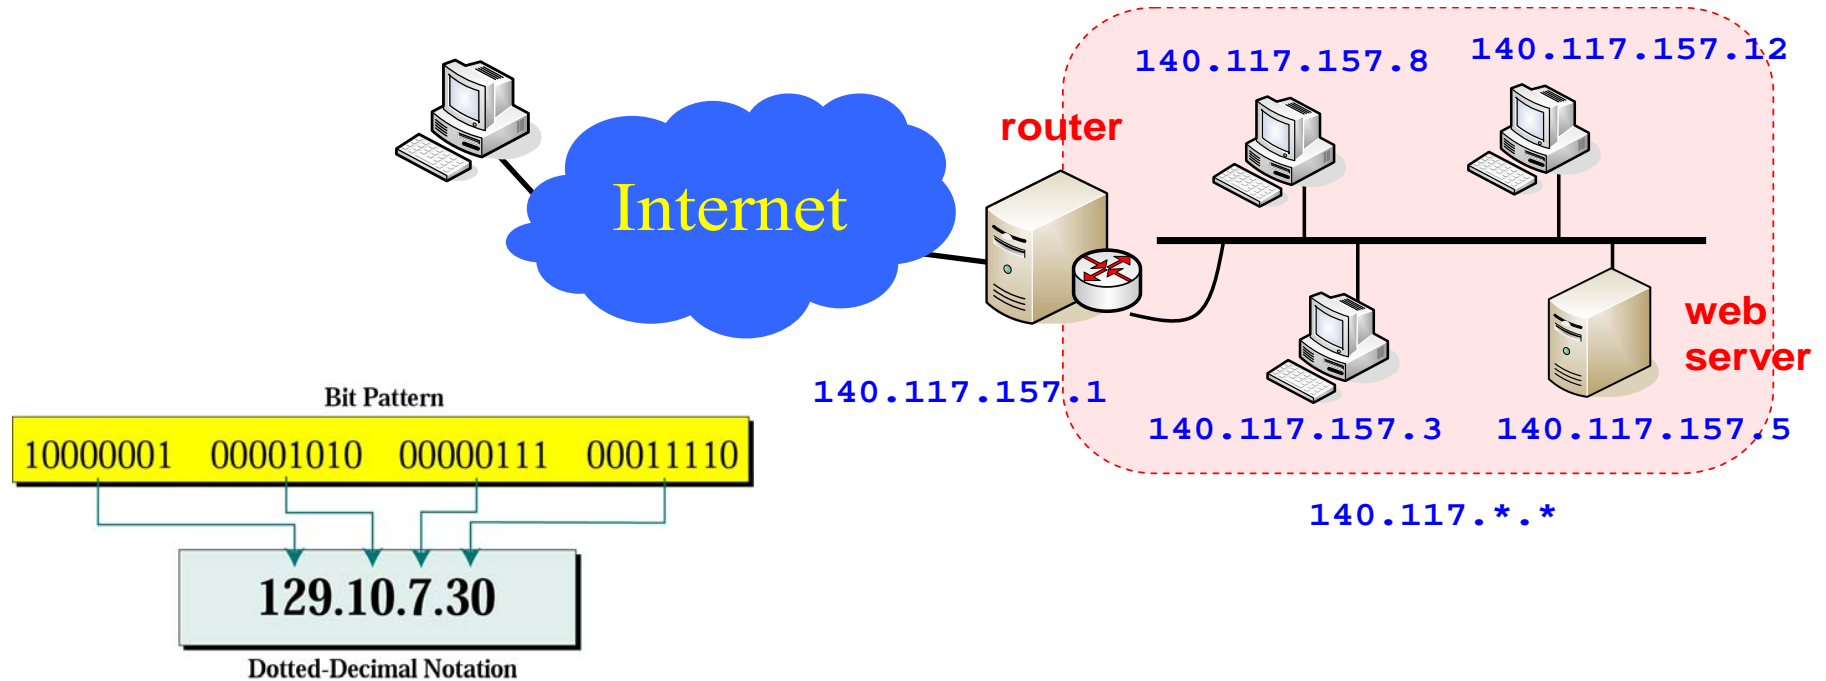 140.117.157.8
140.117.157.12
router
Internet
web
server
140.117.157.1
140.117.157.3
140.117.157.5
140.117.*.*
Bit Pattern
10000001 00001010 00000111 00011110
129.10.7.30
Dotted-Decimal Notation